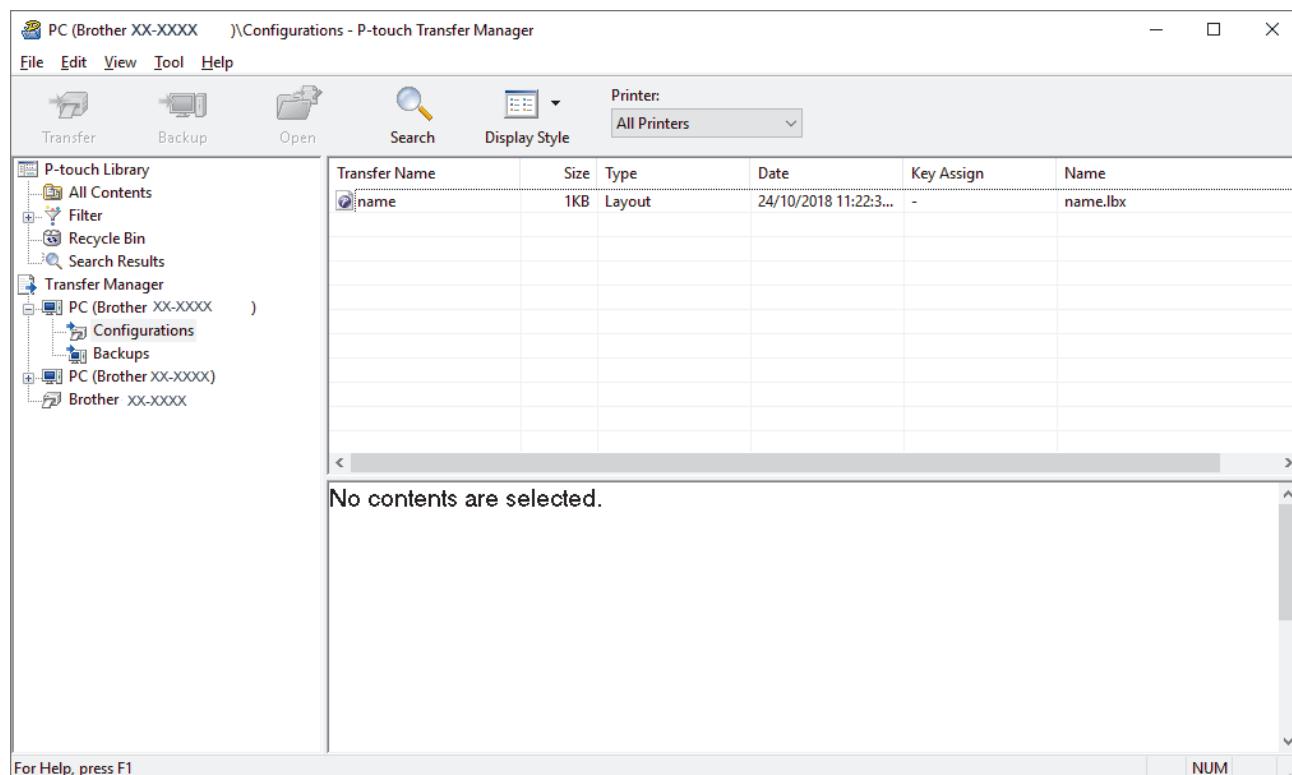 PC (Brother XX-XXXX )\Configurations - P-touch Transfer Manager
File Edit View Tool Help
Transfer Backup Open Search Display Style
Printer:
All Printers
P-touch Library
All Contents
Filter
Recycle Bin
Search Results
Transfer Manager
PC (Brother XX-XXXX )
Configurations
Backups
PC (Brother XX-XXXX)
Brother XX-XXXX
Transfer Name Size Type Date Key Assign Name
name 1KB Layout 24/10/2018 11:22:3... - name.lbx
No contents are selected.
For Help, press F1
NUM